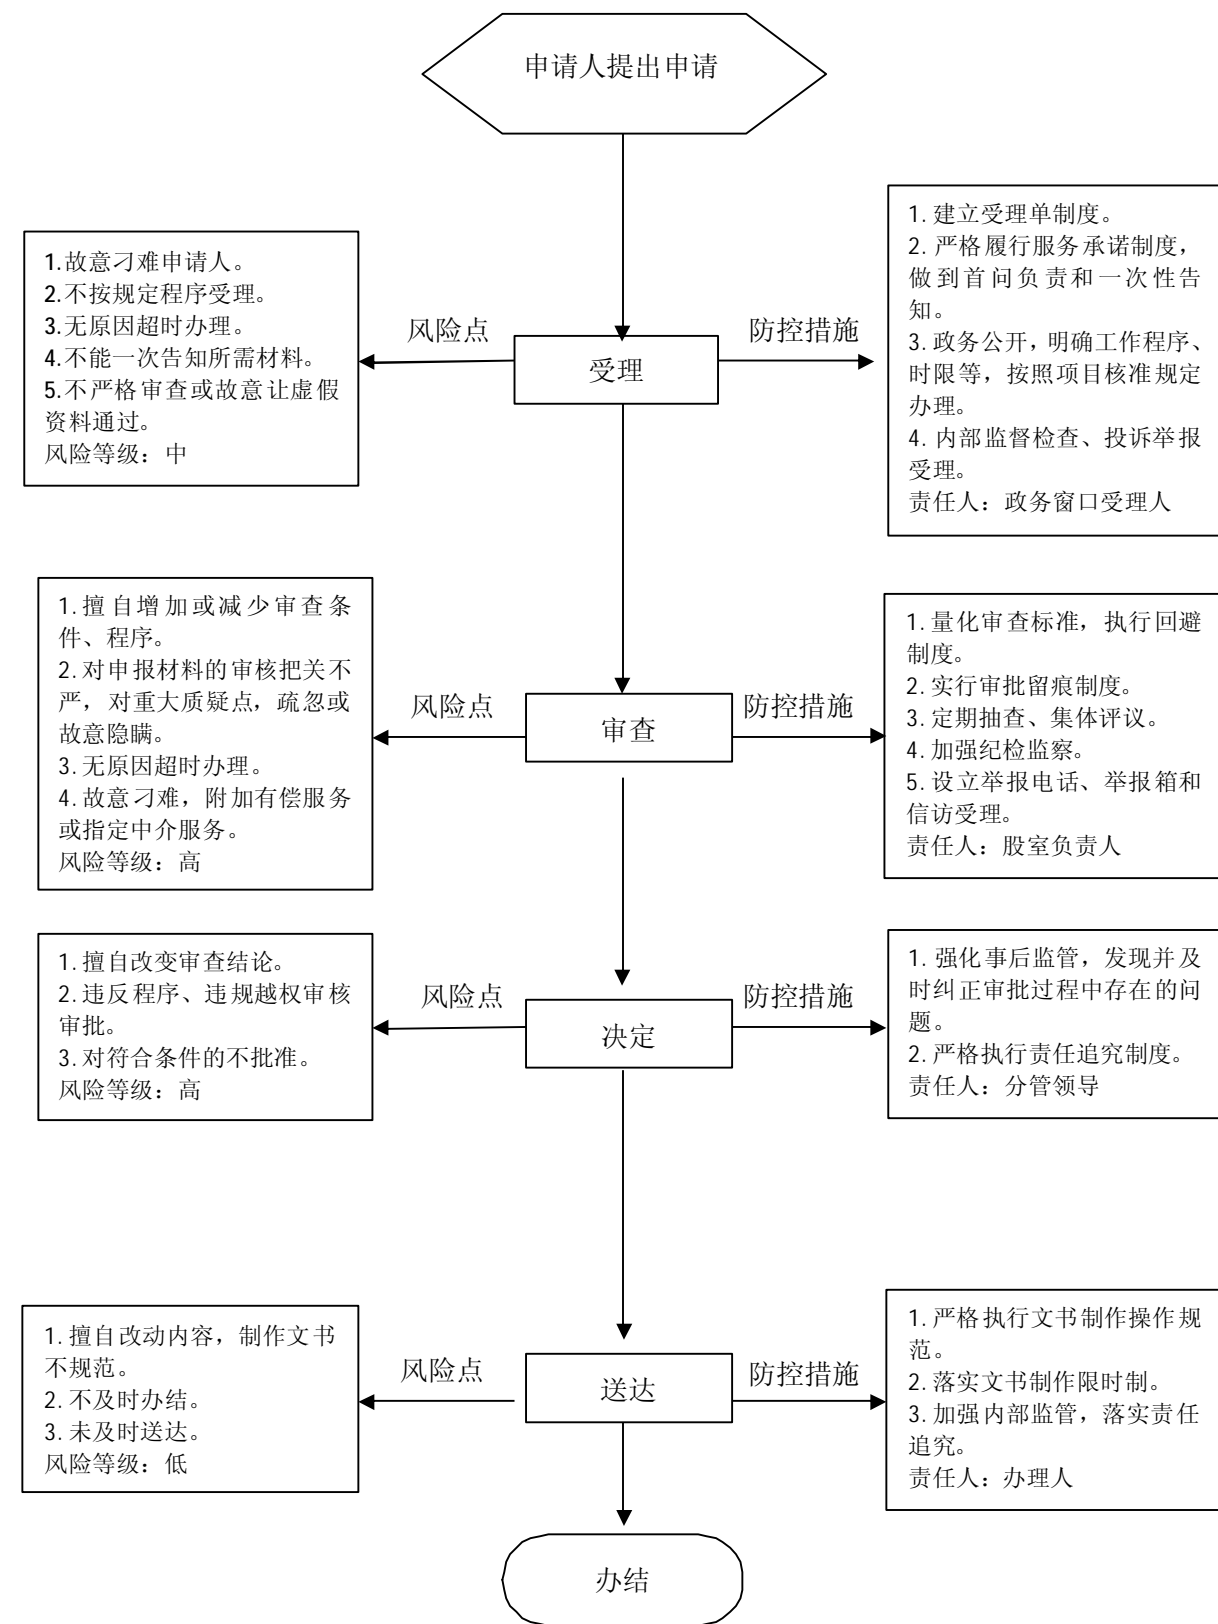 申请人提出申请
1.故意刁难申请人。
2.不按规定程序受理。
3.无原因超时办理。
4.不能一次告知所需材料。
5.不严格审查或故意让虚假
资料通过。
风险等级：中
风险点
受理
防控措施
1.建立受理单制度。
2.严格履行服务承诺制度，
做到首问负责和一次性告
知。
3.政务公开，明确工作程序、
时限等，按照项目核准规定
办理。
4.内部监督检查、投诉举报
受理。
责任人：政务窗口受理人
1.擅自增加或减少审查条
件、程序。
2.对申报材料的审核把关不
严，对重大质疑点，疏忽或
故意隐瞒。
3.无原因超时办理。
4.故意刁难，附加有偿服务
或指定中介服务。
风险等级：高
风险点
审查
防控措施
1.量化审查标准，执行回避
制度。
2.实行审批留痕制度。
3.定期抽查、集体评议。
4.加强纪检监察。
5.设立举报电话、举报箱和
信访受理。
责任人：股室负责人
1.擅自改变审查结论。
2.违反程序、违规越权审核
审批。
3.对符合条件的不批准。
风险等级：高
风险点
决定
防控措施
1.强化事后监管，发现并及
时纠正审批过程中存在的问
题。
2.严格执行责任追究制度。
责任人：分管领导
1.擅自改动内容，制作文书
不规范。
2.不及时办结。
3.未及时送达。
风险等级：低
风险点
送达
防控措施
1.严格执行文书制作操作规
范。
2.落实文书制作限时制。
3.加强内部监管，落实责任
追究。
责任人：办理人
办结